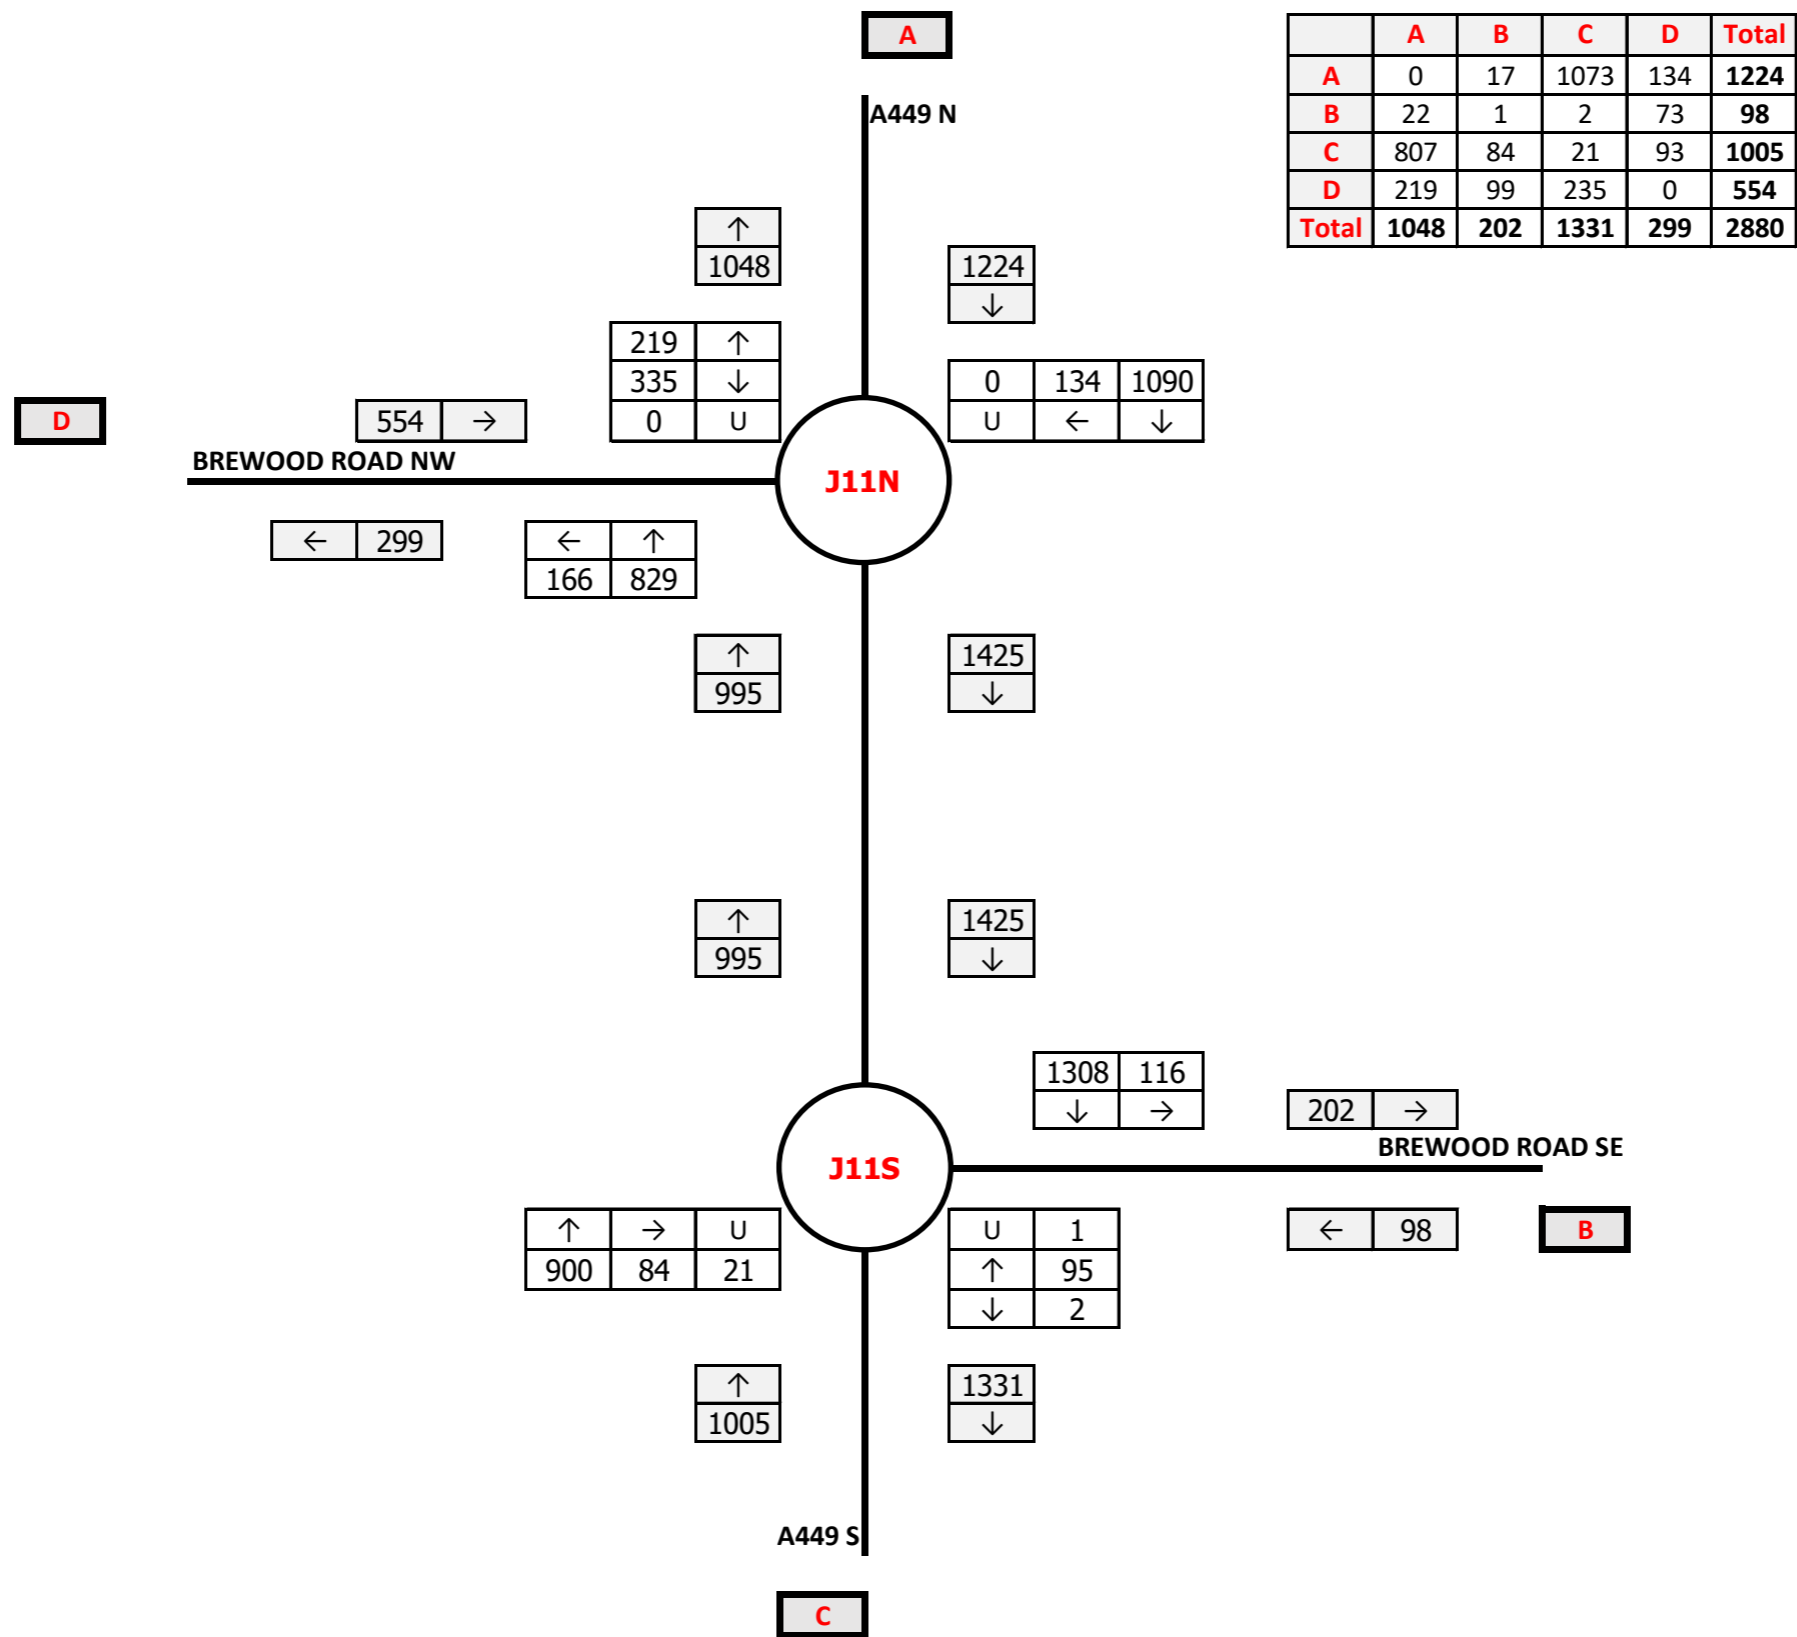 A
A B C D Total
A 0 17 1073 134 1224
B 22 1 2 73 98
C 807 84 21 93 1005
D 219 99 235 0 554
Total 1048 202 1331 299 2880
A449 N
↑
1048
1224
↓
219 ↑
335 ↓
0 U
0 134 1090
U ← ↓
D
554 →
BREWOOD ROAD NW
J11N
← 299
← ↑
166 829
↑
995
1425
↓
↑
995
1425
↓
1308 116
↓ →
202 →
BREWOOD ROAD SE
J11S
↑ → U
900 84 21
U 1
↑ 95
↓ 2
← 98
B
↑
1005
1331
↓
A449 S
C